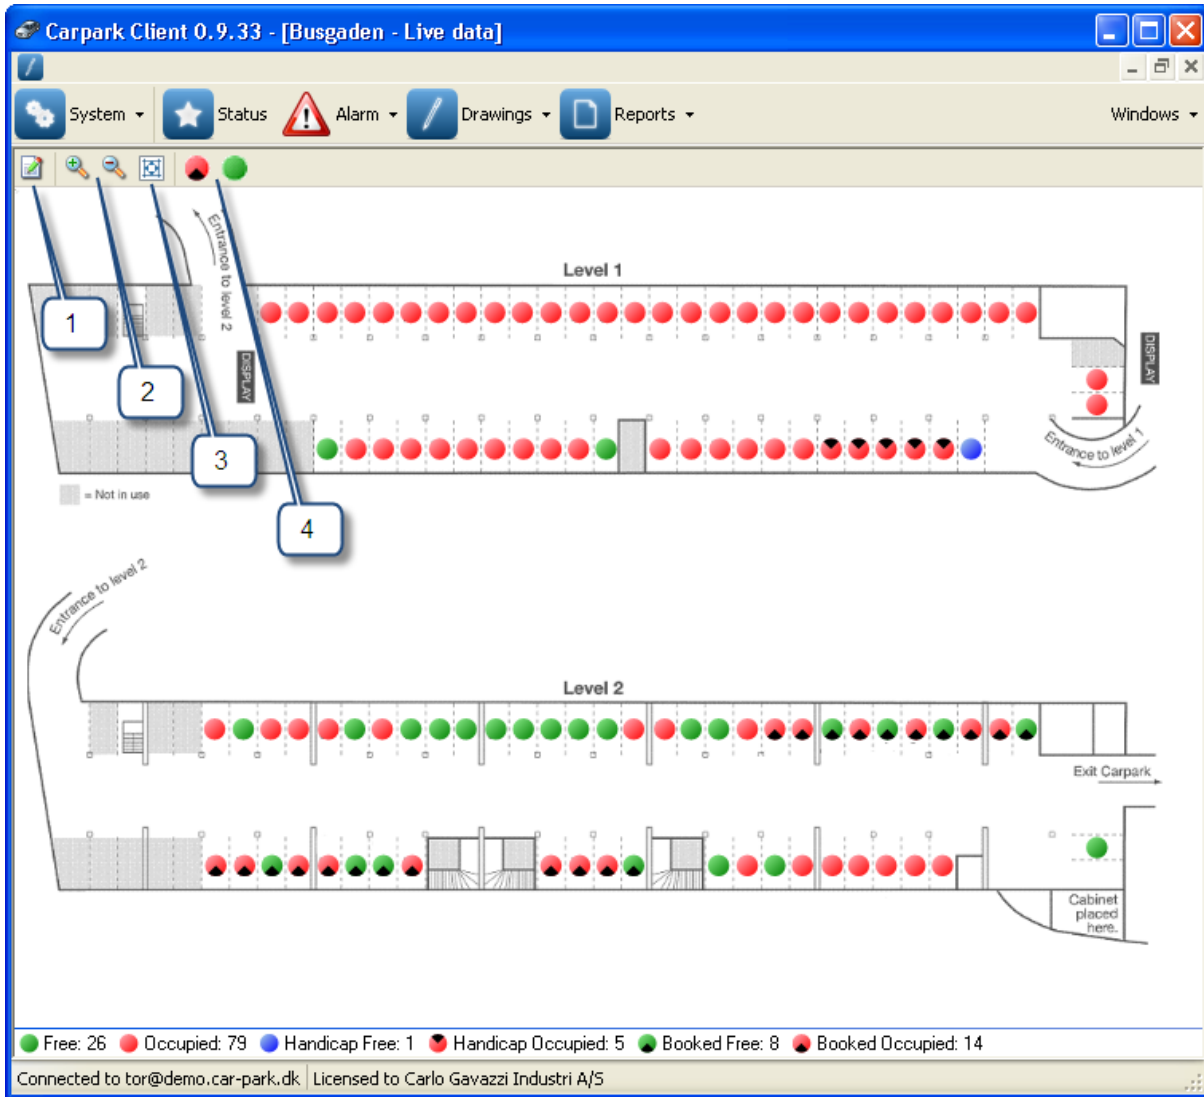 Carpark Client 0.9.33 - [Busgaden - Live data]
System Status Alarm Drawings Reports Windows
Entrance to level 2
Level 1
1
2
3
4
DISPLAY
DISPLAY
Entrance to level 1
= Not in use
Entrance to level 2
Level 2
Exit Carpark
Cabinet
placed
here.
Free: 26 Occupied: 79 Handicap Free: 1 Handicap Occupied: 5 Booked Free: 8 Booked Occupied: 14
Connected to tor@demo.car-park.dk Licensed to Carlo Gavazzi Industri A/S